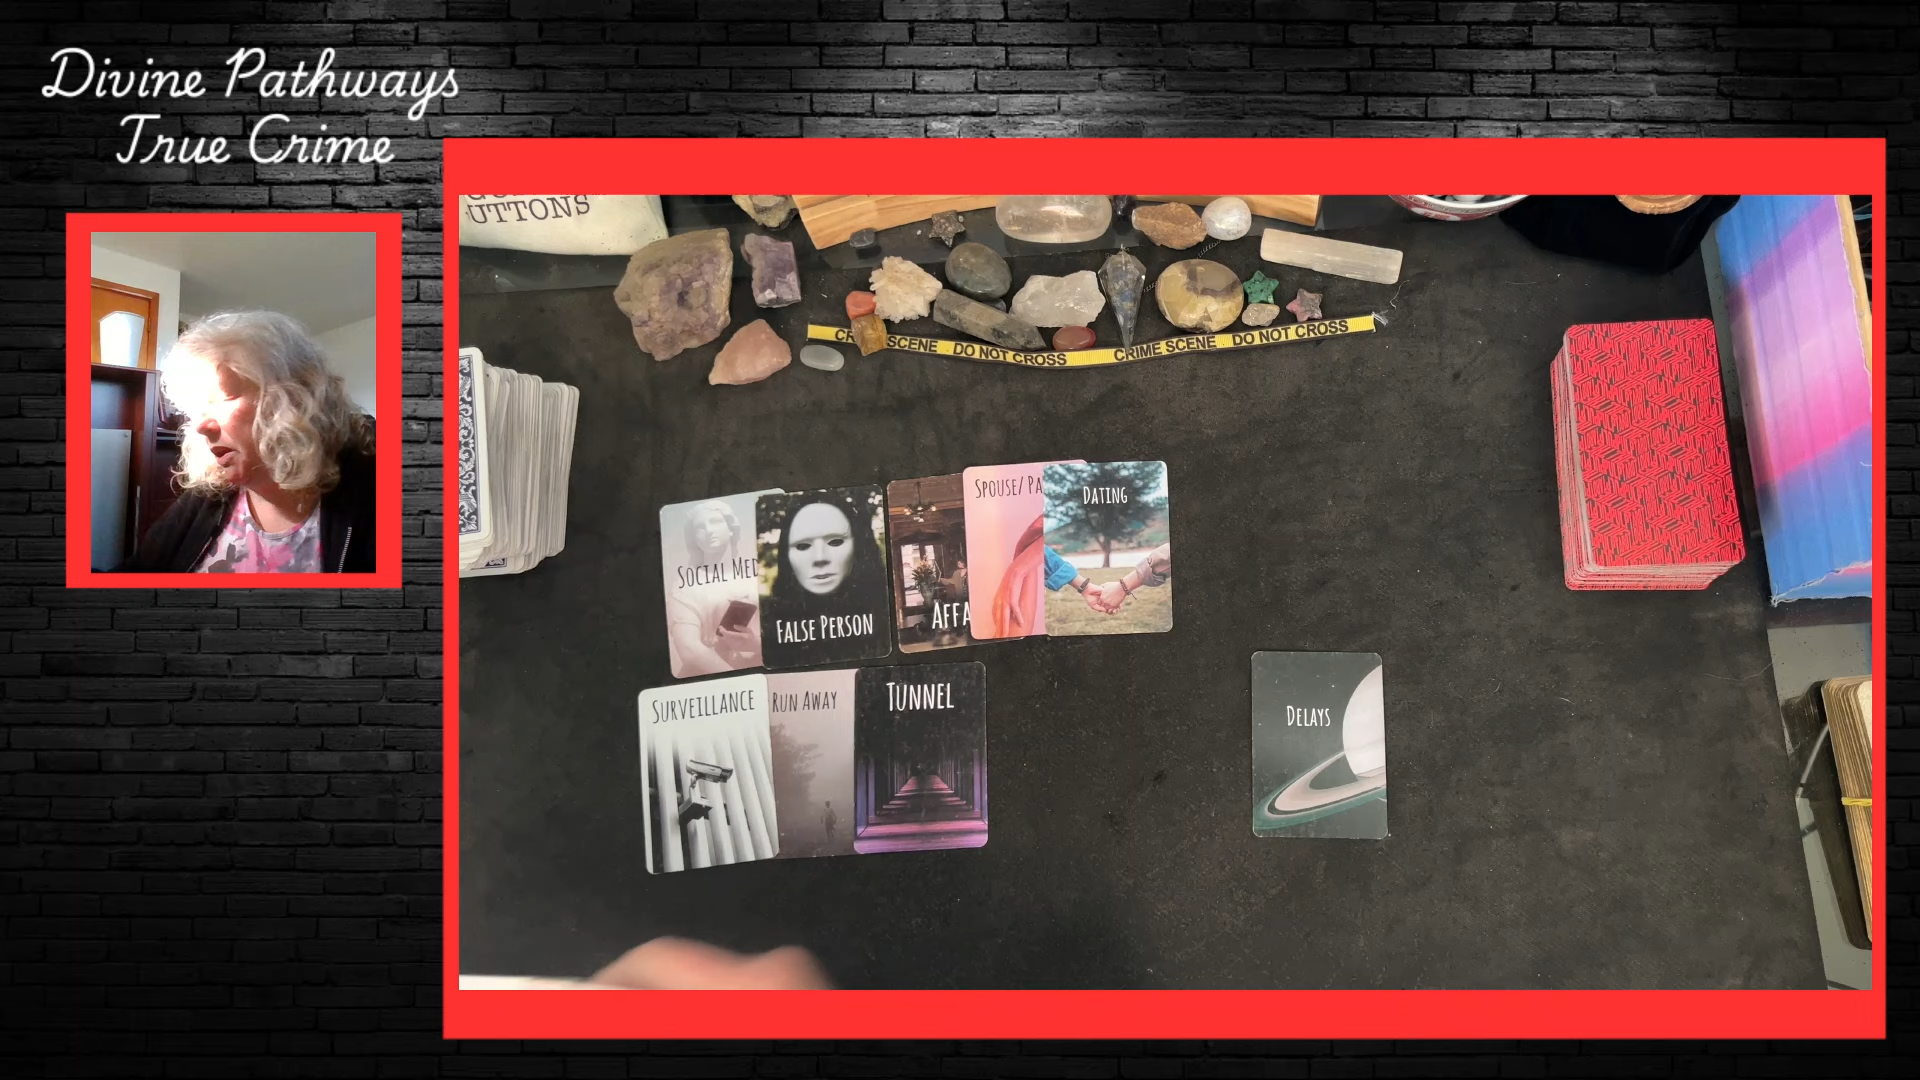 Divine Pathways
True Crime
UTTONS
SCENE DO NOT CROSS CRIME SCENE DO NOT CROSS
SOCIAL MED
FALSE PERSON
AFFA
SPOUSE/ PA
DATING
SURVEILLANCE
RUN AWAY
TUNNEL
DELAYS